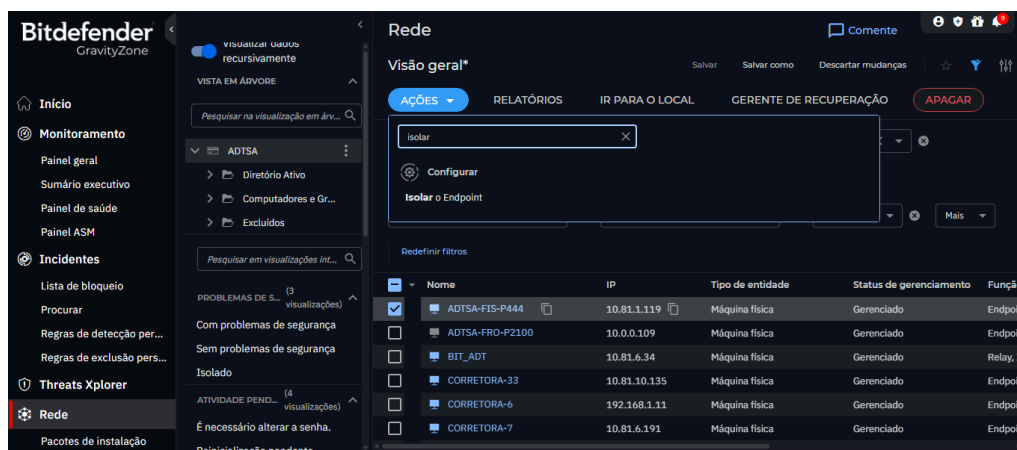 Bitdefender
GravityZone
Início
Monitoramento
Painel geral
Sumário executivo
Painel de saúde
Painel ASM
Incidentes
Lista de bloqueio
Procurar
Regras de detecção per...
Regras de exclusão pers...
Threats Xplorer
Rede
Pacotes de instalação
Visualizar dados
recursivamente
VISTA EM ÁRVORE
Pesquisar na visualização em árv...
ADTSA
Diretório Ativo
Computadores e Gr...
Excluídos
Pesquisar em visualizações int...
PROBLEMAS DE S... (3 visualizações)
Com problemas de segurança
Sem problemas de segurança
Isolado
ATIVIDADE PEND... (4 visualizações)
É necessário alterar a senha.
Rede
Comente
9
Visão geral*
Salvar Salvar como Descartar mudanças
AÇÕES RELATÓRIOS IR PARA O LOCAL GERENTE DE RECUPERAÇÃO APAGAR
isolar
Configurar
Isolar o Endpoint
Mais
Redefinir filtros
Nome IP Tipo de entidade Status de gerenciamento Funçã
ADTSA-FIS-P444 10.81.1.119 Máquina física Gerenciado Endpoi
ADTSA-FRO-P2100 10.0.0.109 Máquina física Gerenciado Endpoi
BIT_ADT 10.81.6.34 Máquina física Gerenciado Relay,
CORRETORA-33 10.81.10.135 Máquina física Gerenciado Endpoi
CORRETORA-6 192.168.1.11 Máquina física Gerenciado Endpoi
CORRETORA-7 10.81.6.191 Máquina física Gerenciado Endpoi